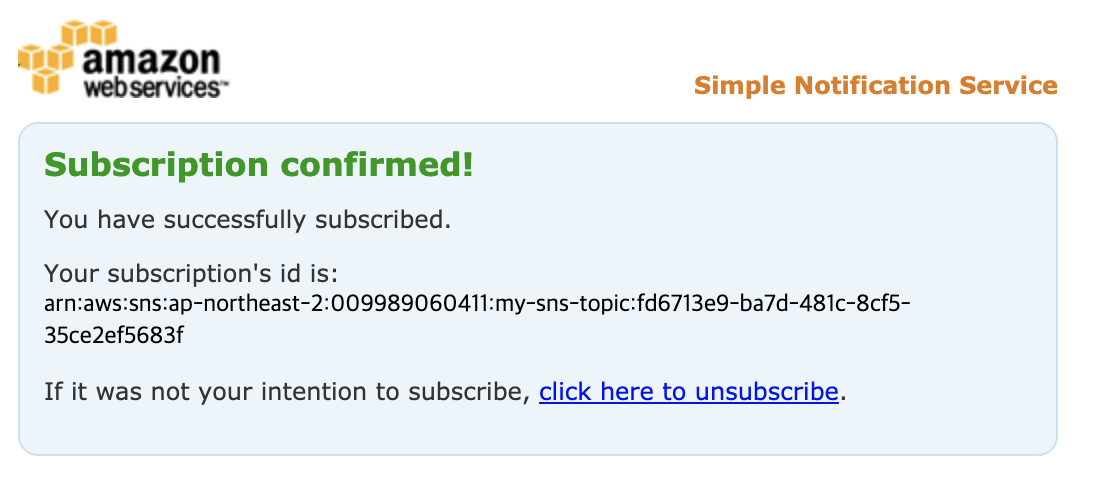 amazon
webservices™
Simple Notification Service
Subscription confirmed!
You have successfully subscribed.
Your subscription's id is:
arn:aws:sns:ap-northeast-2:009989060411:my-sns-topic:fd6713e9-ba7d-481c-8cf5-
35ce2ef5683f
If it was not your intention to subscribe, click here to unsubscribe.